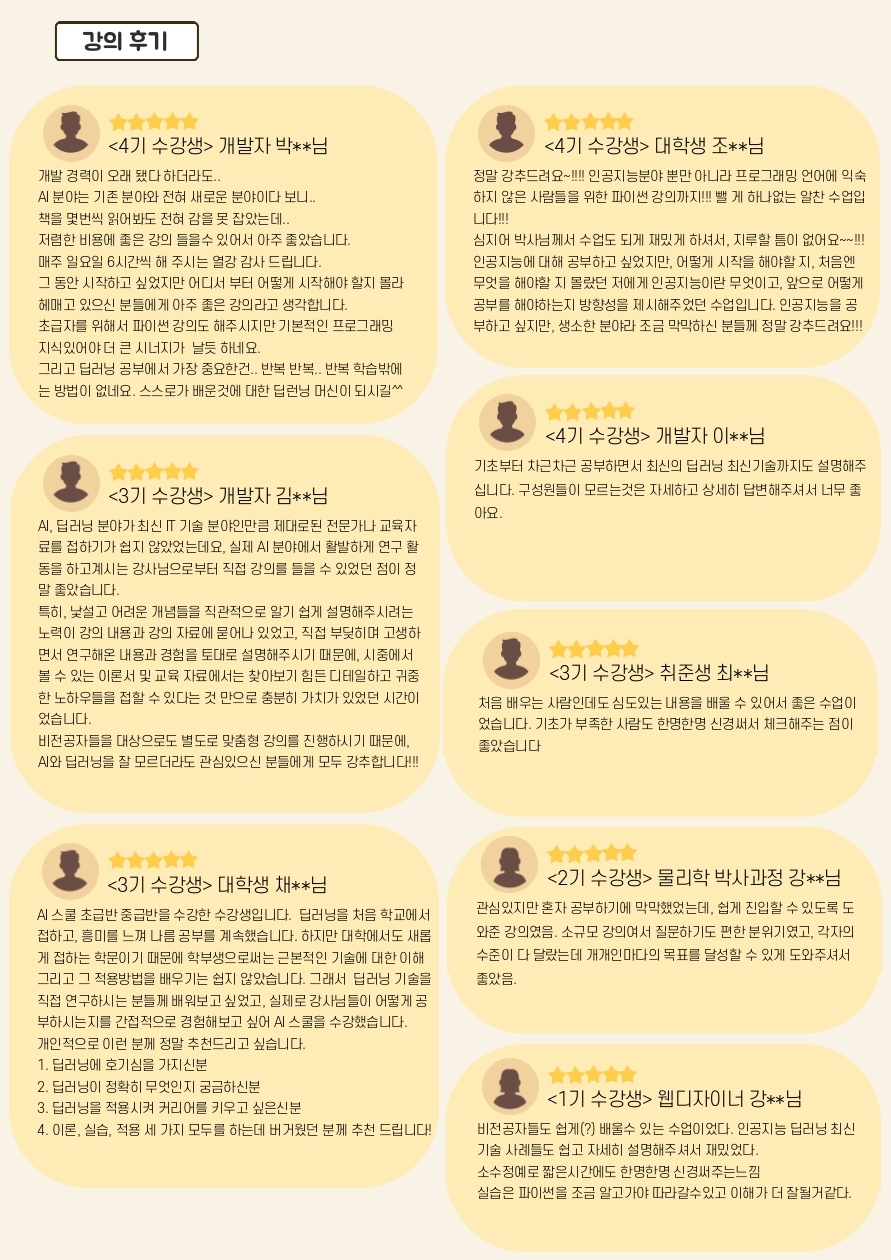 강의 후기
<4기 수강생> 개발자 박**님
개발 경력이 오래 됐다 하더라도..
AI 분야는 기존 분야와 전혀 새로운 분야이다 보니..
책을 몇번씩 읽어봐도 전혀 감을 못 잡았는데..
저렴한 비용에 좋은 강의 들을수 있어서 아주 좋았습니다.
매주 일요일 6시간씩 해 주시는 열강 감사 드립니다.
그 동안 시작하고 싶었지만 어디서 부터 어떻게 시작해야 할지 몰라
헤매고 있으신 분들에게 아주 좋은 강의라고 생각합니다.
초급자를 위해서 파이썬 강의도 해주시지만 기본적인 프로그래밍
지식있어야 더 큰 시너지가 날듯 하네요.
그리고 딥러닝 공부에서 가장 중요한건.. 반복 반복.. 반복 학습밖에
는 방법이 없네요. 스스로가 배운것에 대한 딥런닝 머신이 되시길^^
<3기 수강생> 개발자 김**님
AI, 딥러닝 분야가 최신 IT 기술 분야인만큼 제대로된 전문가나 교육자
료를 접하기가 쉽지 않았었는데요, 실제 AI 분야에서 활발하게 연구 활
동을 하고계시는 강사님으로부터 직접 강의를 들을 수 있었던 점이 정
말 좋았습니다.
특히, 낯설고 어려운 개념들을 직관적으로 알기 쉽게 설명해주시려는
노력이 강의 내용과 강의 자료에 묻어나 있었고, 직접 부딪히며 고생하
면서 연구해온 내용과 경험을 토대로 설명해주시기 때문에, 시중에서
볼 수 있는 이론서 및 교육 자료에서는 찾아보기 힘든 디테일하고 귀중
한 노하우들을 접할 수 있다는 것 만으로 충분히 가치가 있었던 시간이
었습니다.
비전공자들을 대상으로도 별도로 맞춤형 강의를 진행하시기 때문에,
AI와 딥러닝을 잘 모르더라도 관심있으신 분들에게 모두 강추합니다!!!
<3기 수강생> 대학생 채**님
AI 스쿨 초급반 중급반을 수강한 수강생입니다. 딥러닝을 처음 학교에서
접하고, 흥미를 느껴 나름 공부를 계속했습니다. 하지만 대학에서도 새롭
게 접하는 학문이기 때문에 학부생으로써는 근본적인 기술에 대한 이해
그리고 그 적용방법을 배우기는 쉽지 않았습니다. 그래서 딥러닝 기술을
직접 연구하시는 분들께 배워보고 싶었고, 실제로 강사님들이 어떻게 공
부하시는지를 간접적으로 경험해보고 싶어 AI 스쿨을 수강했습니다.
개인적으로 이런 분께 정말 추천드리고 싶습니다.
1. 딥러닝에 호기심을 가지신분
2. 딥러닝이 정확히 무엇인지 궁금하신분
3. 딥러닝을 적용시켜 커리어를 키우고 싶은신분
4. 이론, 실습, 적용 세 가지 모두를 하는데 버거웠던 분께 추천 드립니다!
<4기 수강생> 대학생 조**님
정말 강추드려요~!!!! 인공지능분야 뿐만 아니라 프로그래밍 언어에 익숙
하지 않은 사람들을 위한 파이썬 강의까지!!! 뺄 게 하나없는 알찬 수업입
니다!!!
심지어 박사님께서 수업도 되게 재밌게 하셔서, 지루할 틈이 없어요~~!!!
인공지능에 대해 공부하고 싶었지만, 어떻게 시작을 해야할 지, 처음엔
무엇을 해야할 지 몰랐던 저에게 인공지능이란 무엇이고, 앞으로 어떻게
공부를 해야하는지 방향성을 제시해주었던 수업입니다. 인공지능을 공
부하고 싶지만, 생소한 분야라 조금 막막하신 분들께 정말 강추드려요!!!
<4기 수강생> 개발자 이**님
기초부터 차근차근 공부하면서 최신의 딥러닝 최신기술까지도 설명해주
십니다. 구성원들이 모르는것은 자세하고 상세히 답변해주셔서 너무 좋
아요.
<3기 수강생> 취준생 최**님
처음 배우는 사람인데도 심도있는 내용을 배울 수 있어서 좋은 수업이
었습니다. 기초가 부족한 사람도 한명한명 신경써서 체크해주는 점이
좋았습니다
<2기 수강생> 물리학 박사과정 강**님
관심있지만 혼자 공부하기에 막막했었는데, 쉽게 진입할 수 있도록 도
와준 강의였음. 소규모 강의여서 질문하기도 편한 분위기였고, 각자의
수준이 다 달랐는데 개개인마다의 목표를 달성할 수 있게 도와주셔서
좋았음.
<1기 수강생> 웹디자이너 강**님
비전공자들도 쉽게(?) 배울수 있는 수업이었다. 인공지능 딥러닝 최신
기술 사례들도 쉽고 자세히 설명해주셔서 재밌었다.
소수정예로 짧은시간에도 한명한명 신경써주는느낌
실습은 파이썬을 조금 알고가야 따라갈수있고 이해가 더 잘될거같다.